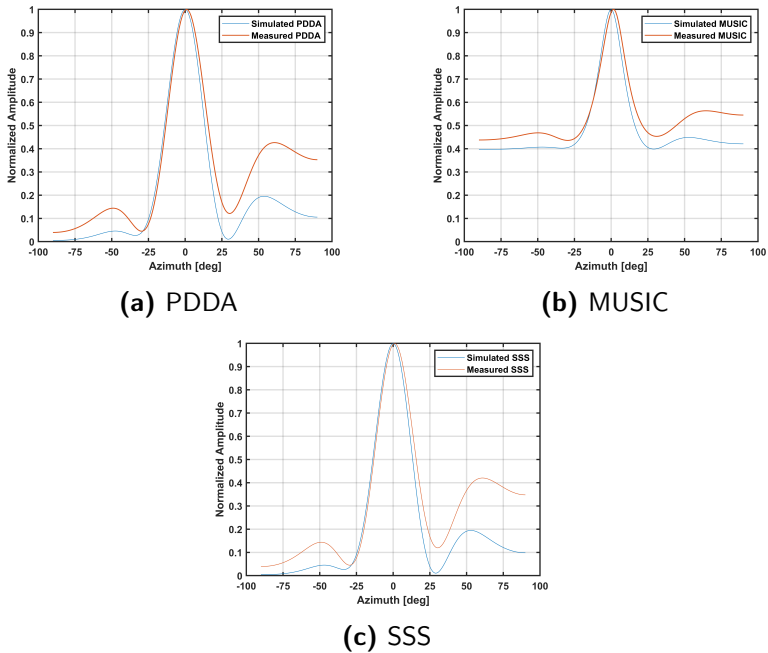 Simulated PDDA
Measured PDDA
Normalized Amplitude
1
0.9
0.8
0.7
0.6
0.5
0.4
0.3
0.2
0.1
0
-100 -75 -50 -25 0 25 50 75 100
Azimuth [deg]
(a) PDDA
Simulated MUSIC
Measured MUSIC
Normalized Amplitude
1
0.9
0.8
0.7
0.6
0.5
0.4
0.3
0.2
0.1
0
-100 -75 -50 -25 0 25 50 75 100
Azimuth [deg]
(b) MUSIC
Simulated SSS
Measured SSS
Normalized Amplitude
1
0.9
0.8
0.7
0.6
0.5
0.4
0.3
0.2
0.1
0
-100 -75 -50 -25 0 25 50 75 100
Azimuth [deg]
(c) SSS